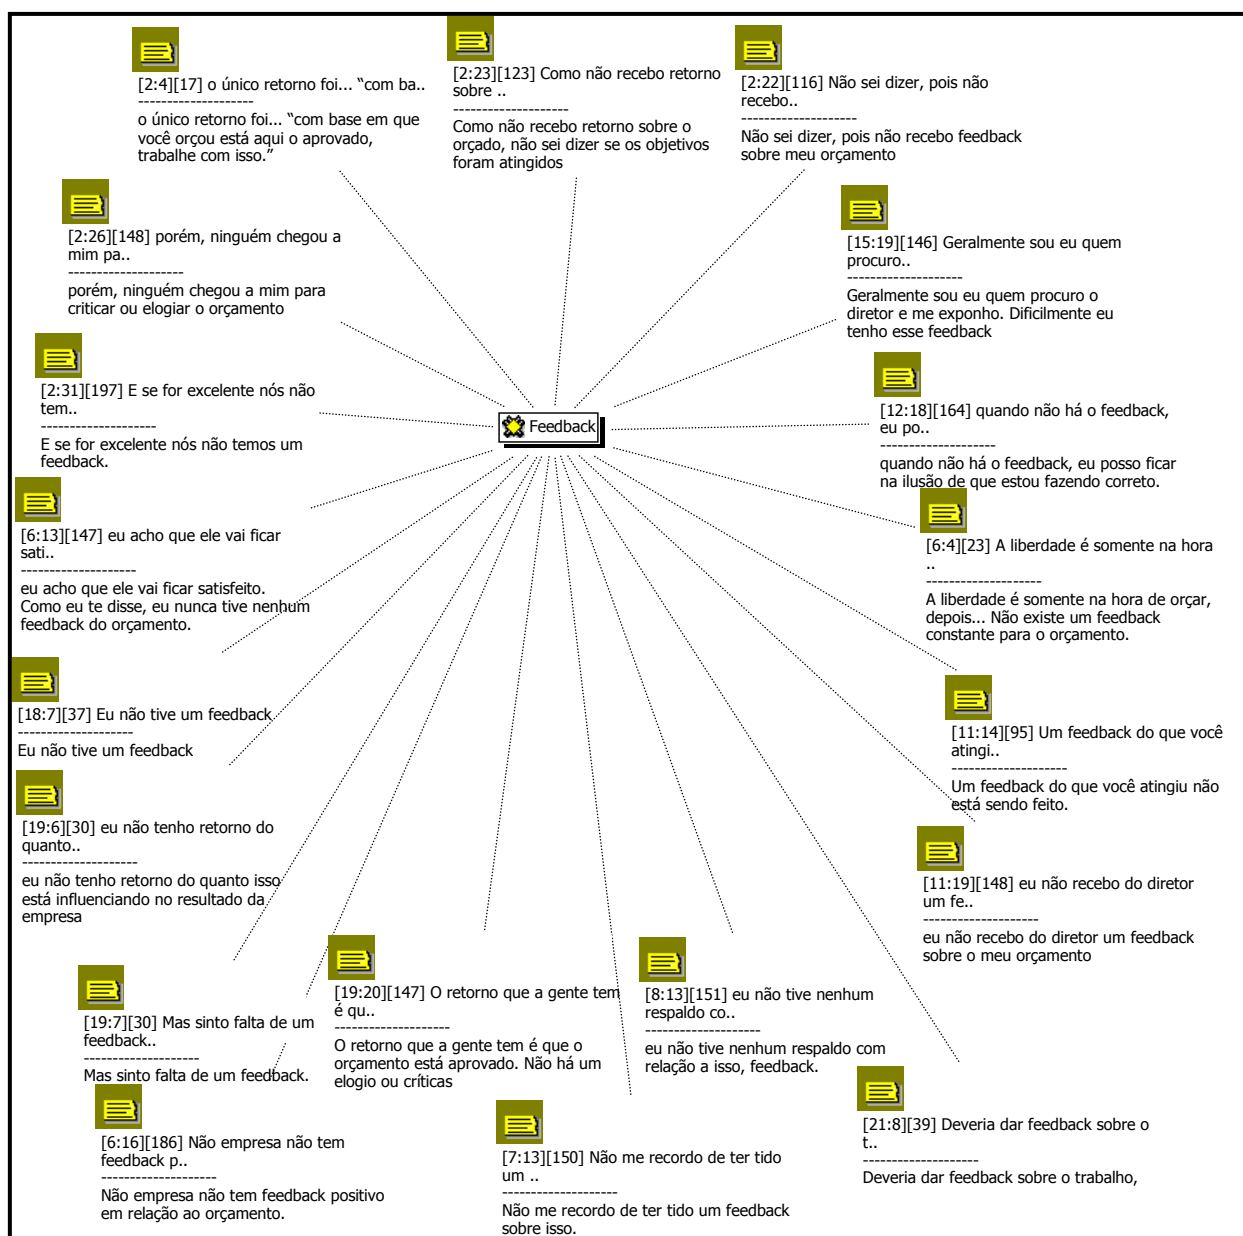 [2:4][17] o único retorno foi... “com ba..
--------------------
o único retorno foi... “com base em que
você orçou está aqui o aprovado,
trabalhe com isso.”
[2:23][123] Como não recebo retorno
sobre ..
--------------------
Como não recebo retorno sobre o
orçado, não sei dizer se os objetivos
foram atingidos
[2:22][116] Não sei dizer, pois não
recebo..
--------------------
Não sei dizer, pois não recebo feedback
sobre meu orçamento
[2:26][148] porém, ninguém chegou a
mim pa..
--------------------
porém, ninguém chegou a mim para
criticar ou elogiar o orçamento
[15:19][146] Geralmente sou eu quem
procuro..
--------------------
Geralmente sou eu quem procuro o
diretor e me exponho. Dificilmente eu
tenho esse feedback
[2:31][197] E se for excelente nós não
tem..
--------------------
E se for excelente nós não temos um
feedback.
Feedback
[12:18][164] quando não há o feedback,
eu po..
--------------------
quando não há o feedback, eu posso ficar
na ilusão de que estou fazendo correto.
[6:13][147] eu acho que ele vai ficar
sati..
--------------------
eu acho que ele vai ficar satisfeito.
Como eu te disse, eu nunca tive nenhum
feedback do orçamento.
[6:4][23] A liberdade é somente na hora
..
--------------------
A liberdade é somente na hora de orçar,
depois... Não existe um feedback
constante para o orçamento.
[18:7][37] Eu não tive um feedback
--------------------
Eu não tive um feedback
[11:14][95] Um feedback do que você
atingi..
--------------------
Um feedback do que você atingiu não
está sendo feito.
[19:6][30] eu não tenho retorno do
quanto..
--------------------
eu não tenho retorno do quanto isso
está influenciando no resultado da
empresa
[11:19][148] eu não recebo do diretor
um fe..
--------------------
eu não recebo do diretor um feedback
sobre o meu orçamento
[19:7][30] Mas sinto falta de um
feedback..
--------------------
Mas sinto falta de um feedback.
[19:20][147] O retorno que a gente tem
é qu..
--------------------
O retorno que a gente tem é que o
orçamento está aprovado. Não há um
elogio ou críticas
[8:13][151] eu não tive nenhum
respaldo co..
--------------------
eu não tive nenhum respaldo com
relação a isso, feedback.
[6:16][186] Não empresa não tem
feedback p..
--------------------
Não empresa não tem feedback positivo
em relação ao orçamento.
[7:13][150] Não me recordo de ter tido
um ..
--------------------
Não me recordo de ter tido um feedback
sobre isso.
[21:8][39] Deveria dar feedback sobre o
t..
--------------------
Deveria dar feedback sobre o trabalho,